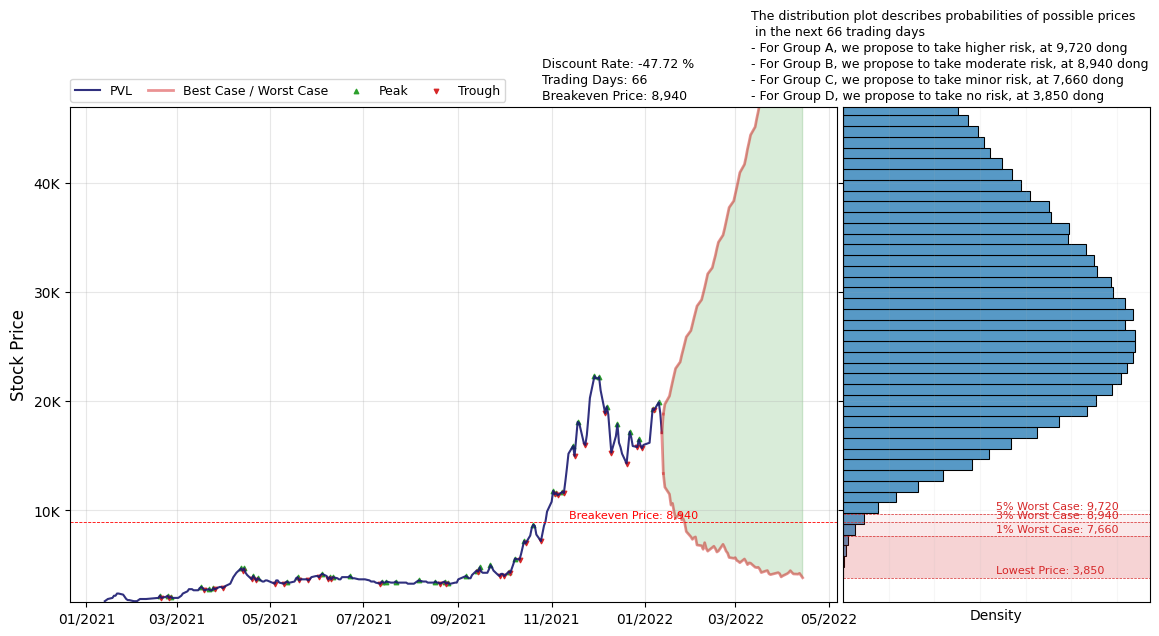 The distribution plot describes probabilities of possible prices
in the next 66 trading days
- For Group A, we propose to take higher risk, at 9,720 dong
- For Group B, we propose to take moderate risk, at 8,940 dong
- For Group C, we propose to take minor risk, at 7,660 dong
- For Group D, we propose to take no risk, at 3,850 dong
Discount Rate: -47.72 %
Trading Days: 66
Breakeven Price: 8,940
PVL
Best Case / Worst Case
Peak
Trough
Stock Price
40K
30K
20K
10K
Breakeven Price: 8,940
5% Worst Case: 9,720
3% Worst Case: 8,940
1% Worst Case: 7,660
Lowest Price: 3,850
01/2021
03/2021
05/2021
07/2021
09/2021
11/2021
01/2022
03/2022
05/2022
Density